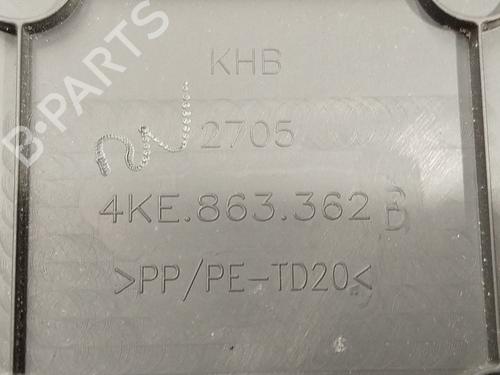 B-PARTS
KHB
2705
4KE.863.362
>PP/PE-TD20<